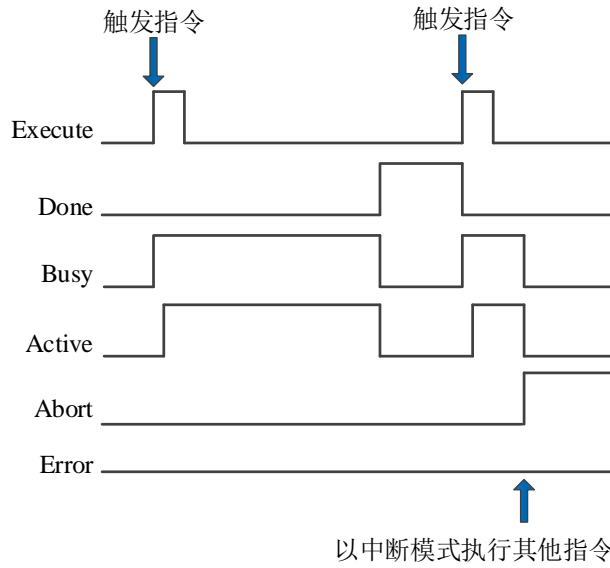 触发指令 触发指令
Execute
Done
Busy
Active
Abort
Error
以中断模式执行其他指令